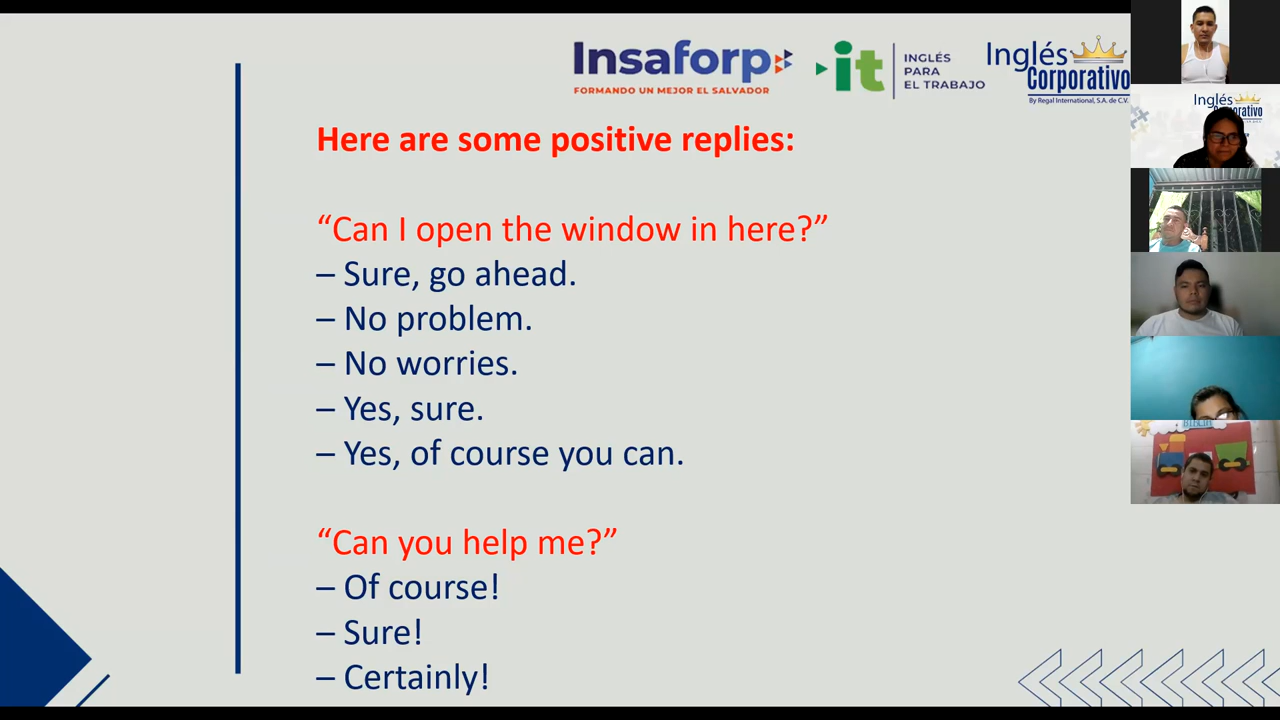 Insaforp
FORMANDO UN MEJOR EL SALVADOR
it
INGLÉS
PARA
EL TRABAJO
Inglés
Corporativo
By Regal International, S.A. de C.V.
Inglés
Here are some positive replies:
“Can I open the window in here?”
– Sure, go ahead.
– No problem.
– No worries.
– Yes, sure.
– Yes, of course you can.
“Can you help me?”
– Of course!
– Sure!
– Certainly!